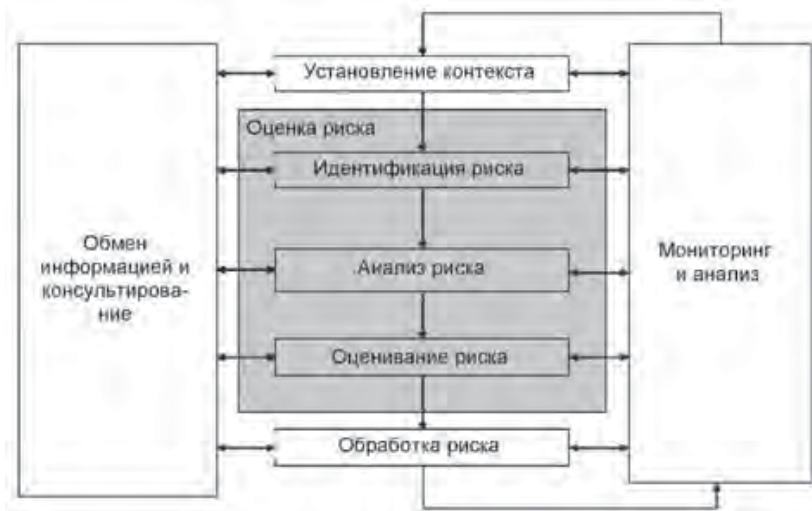 Установление контекста
Оценка риска
Идентификация риска
Обмен
информацией и
консультирова-
ние
Анализ риска
Мониторинг
и анализ
Оценивание риска
Обработка риска